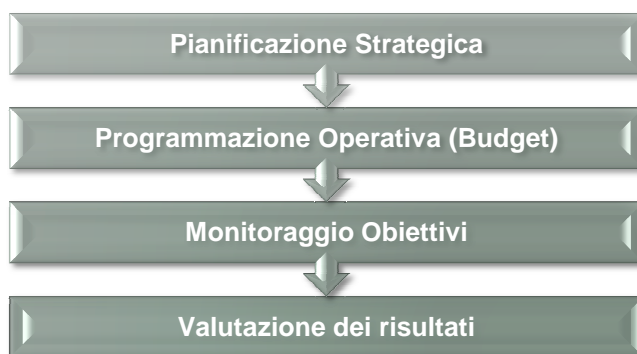 Pianificazione Strategica
Programmazione Operativa (Budget)
Monitoraggio Obiettivi
Valutazione dei risultati